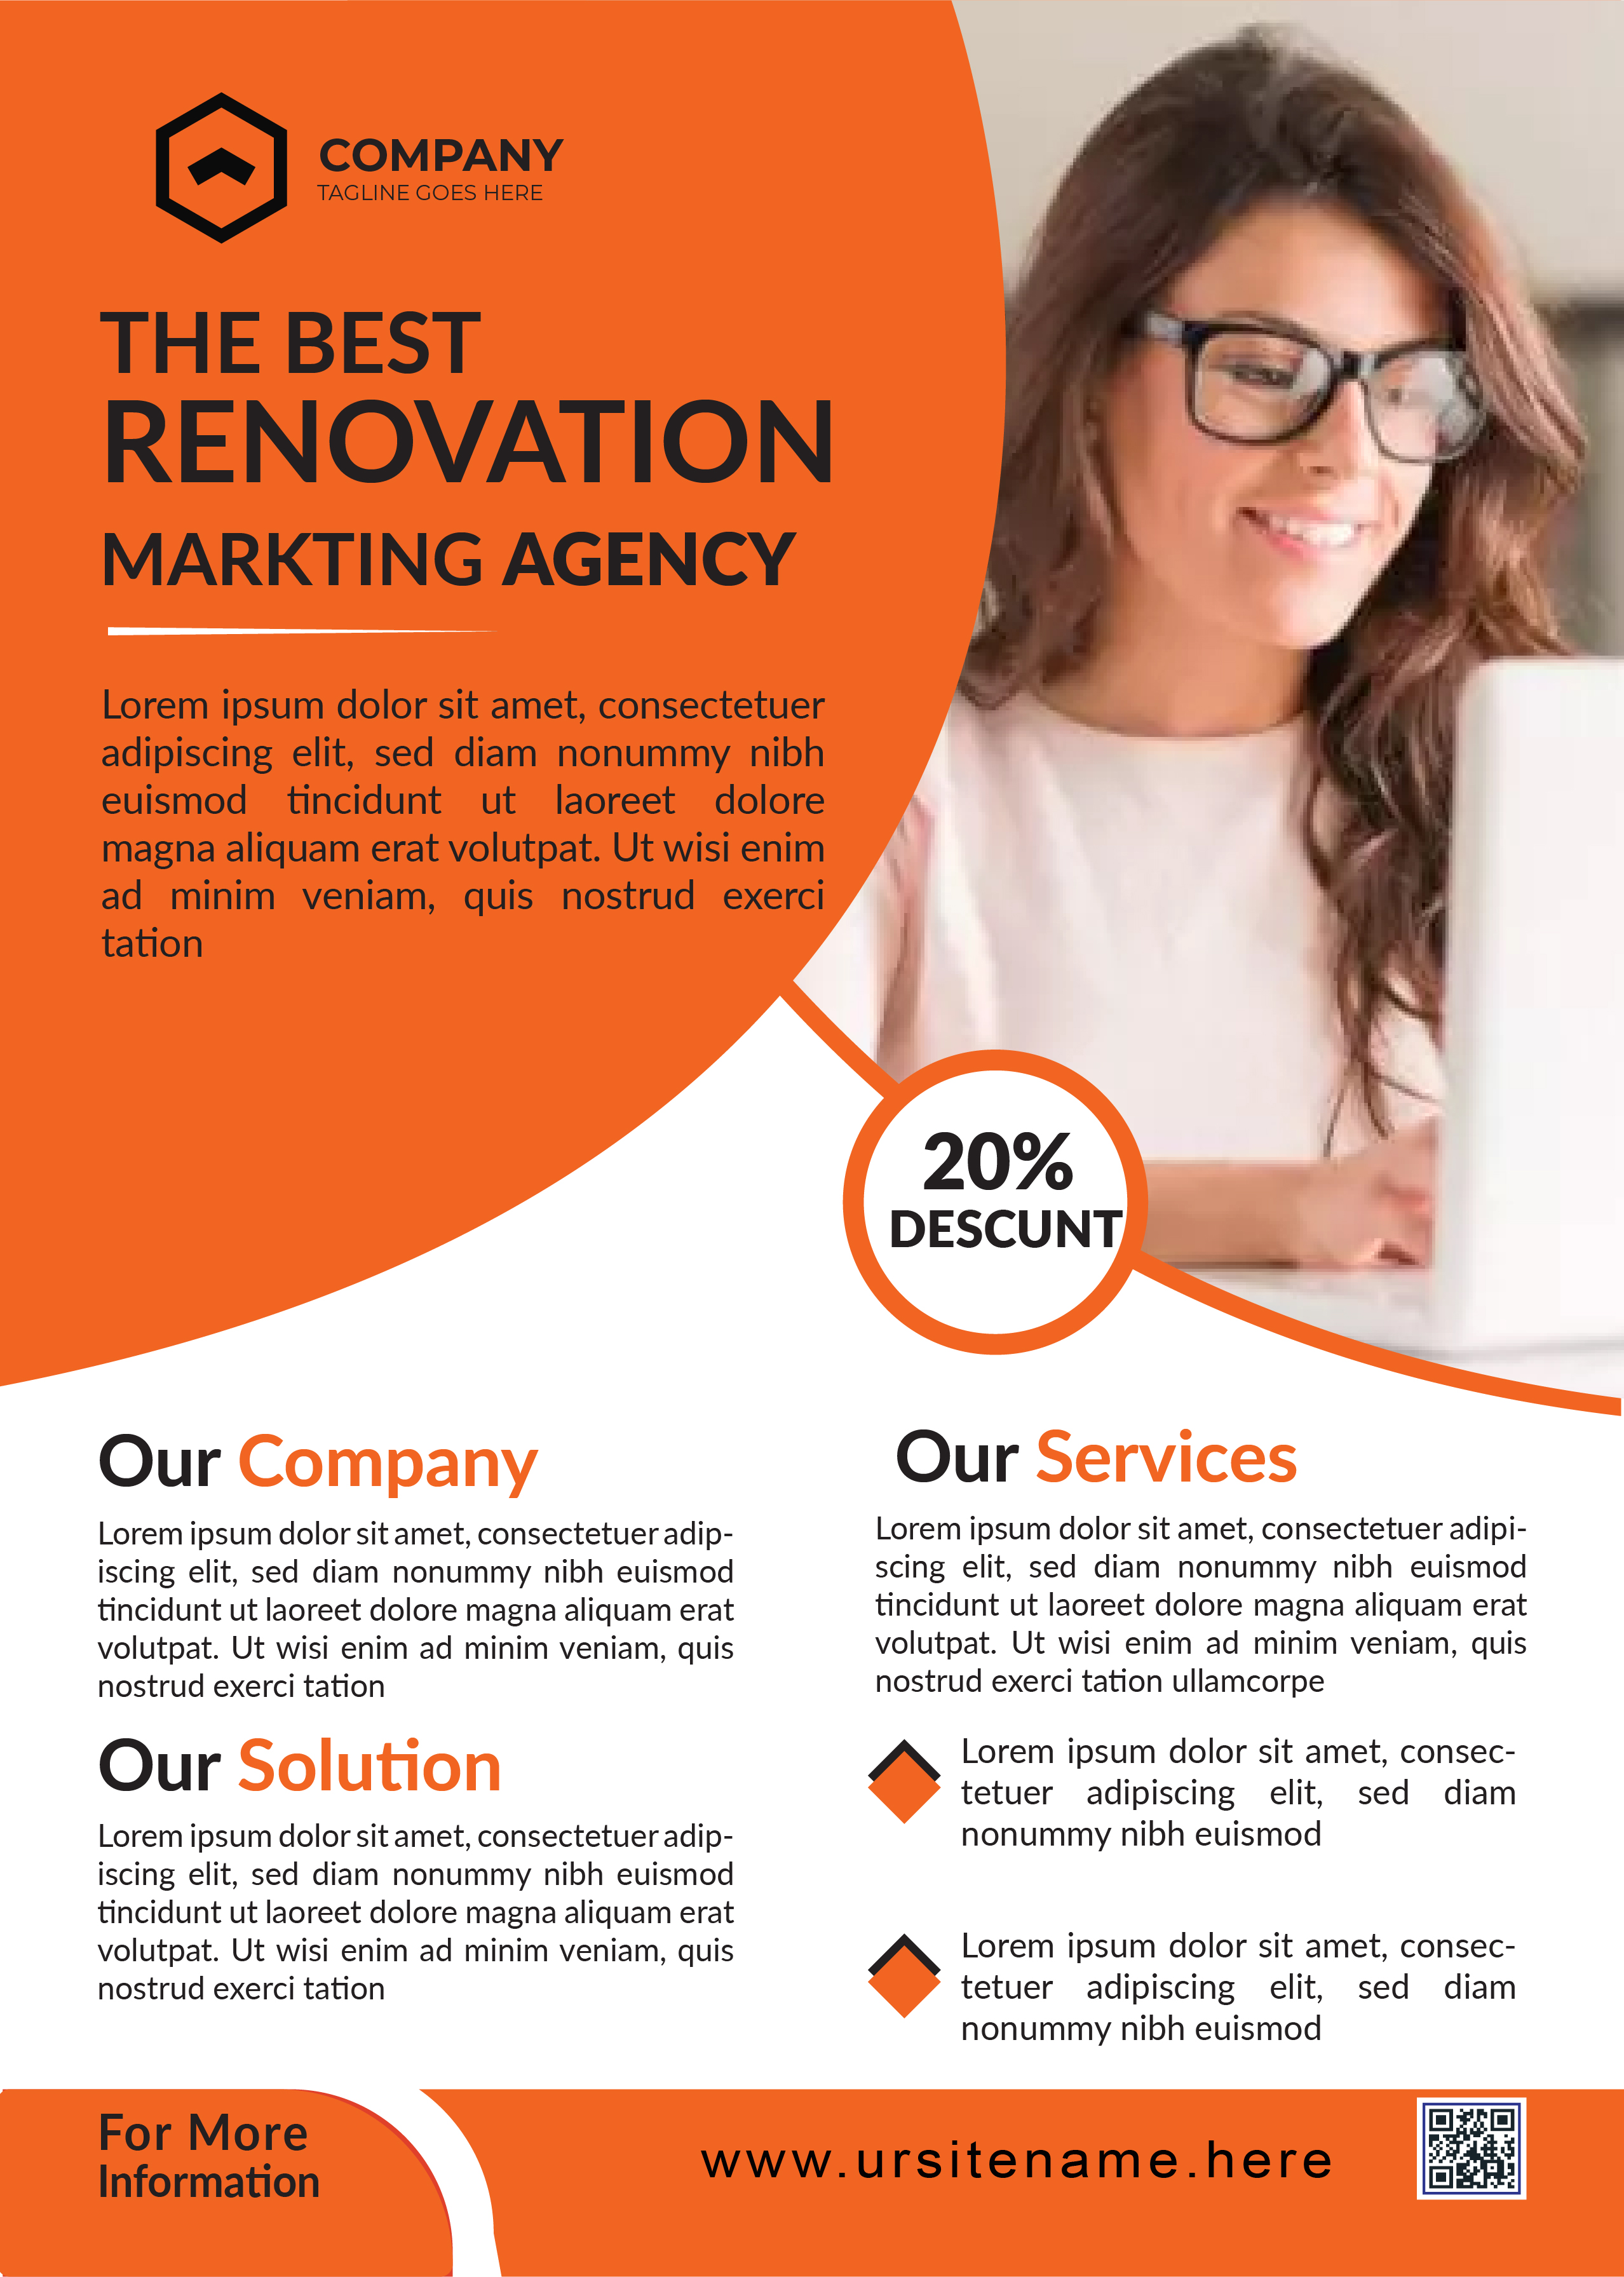 COMPANY
TAGLINE GOES HERE
THE BEST
RENOVATION
MARKTING AGENCY
Lorem ipsum dolor sit amet, consectetuer
adipiscing elit, sed diam nonummy nibh
euismod tincidunt ut laoreet dolore
magna aliquam erat volutpat. Ut wisi enim
ad minim veniam, quis nostrud exerci
tation
20%
DESCUNT
Our Company
Lorem ipsum dolor sit amet, consectetuer adip-
iscing elit, sed diam nonummy nibh euismod
tincidunt ut laoreet dolore magna aliquam erat
volutpat. Ut wisi enim ad minim veniam, quis
nostrud exerci tation
Our Solution
Lorem ipsum dolor sit amet, consectetuer adip-
iscing elit, sed diam nonummy nibh euismod
tincidunt ut laoreet dolore magna aliquam erat
volutpat. Ut wisi enim ad minim veniam, quis
nostrud exerci tation
Our Services
Lorem ipsum dolor sit amet, consectetuer adipi-
scing elit, sed diam nonummy nibh euismod
tincidunt ut laoreet dolore magna aliquam erat
volutpat. Ut wisi enim ad minim veniam, quis
nostrud exerci tation ullamcorpe
Lorem ipsum dolor sit amet, consec-
tetuer adipiscing elit, sed diam
nonummy nibh euismod
Lorem ipsum dolor sit amet, consec-
tetuer adipiscing elit, sed diam
nonummy nibh euismod
For More
Information
www.ursitename.here